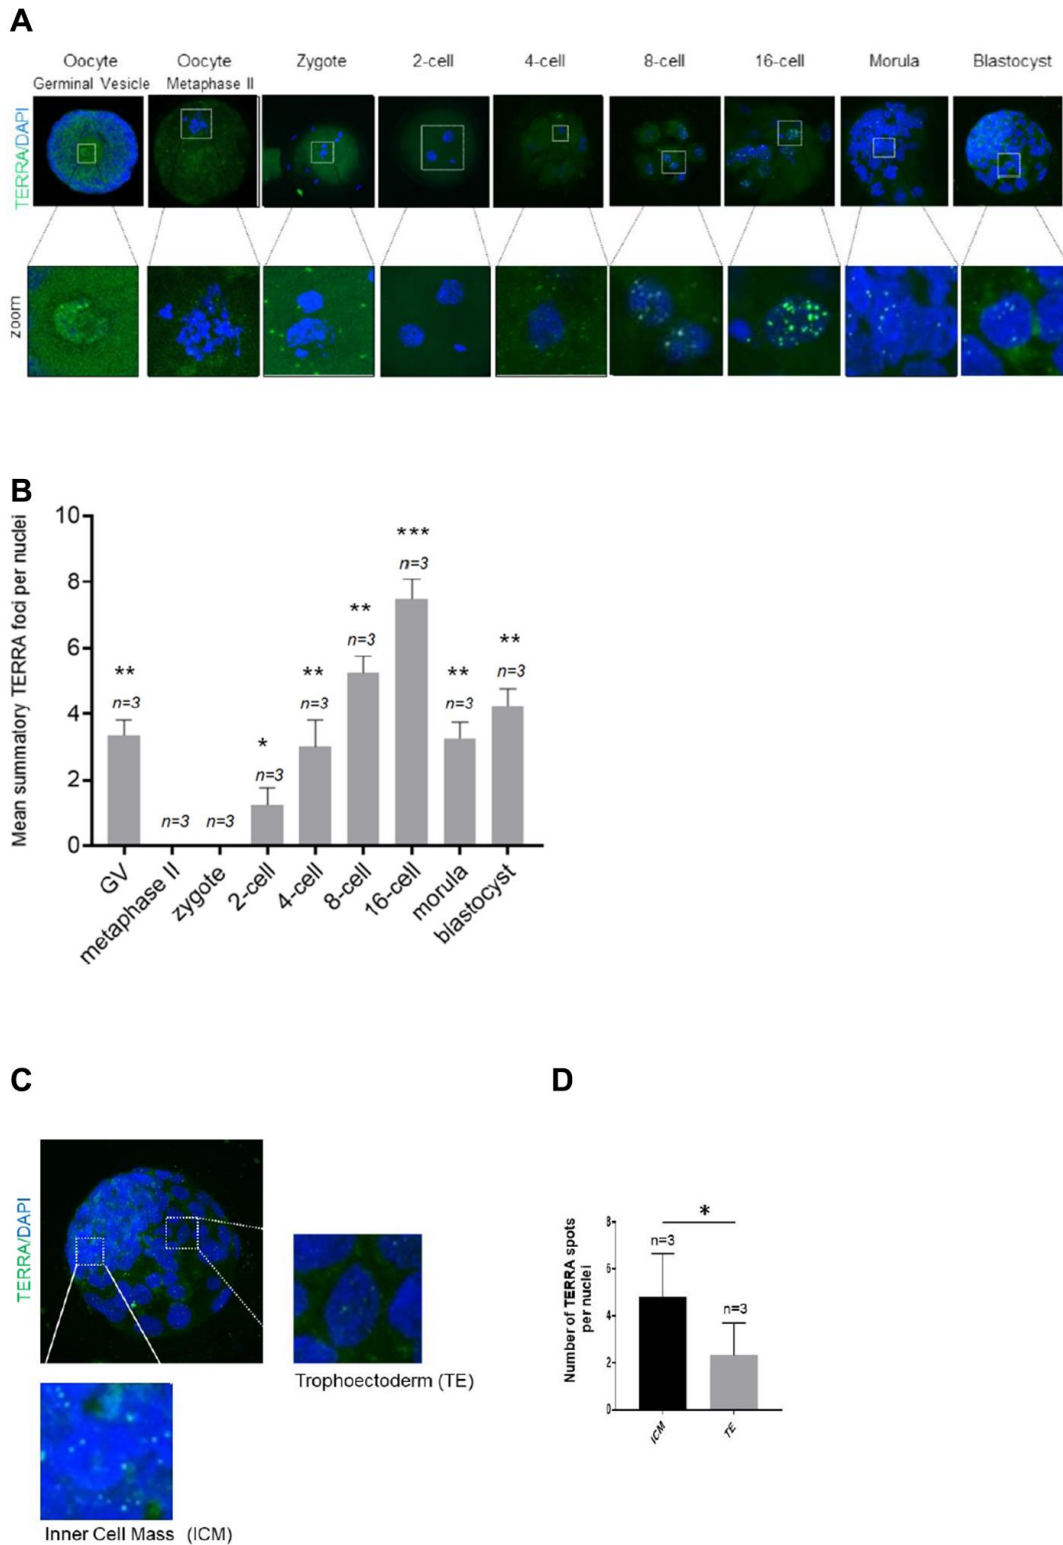 A
Oocyte
Germinal Vesicle
Oocyte
Metaphase II
Zygote
2-cell
4-cell
8-cell
16-cell
Morula
Blastocyst
TERRA/DAPI
zoom
B
Mean summatory TERRA foci per nuclei
10
8
6
4
2
0
**
n=3
n=3
n=3
*
n=3
**
n=3
**
n=3
***
n=3
**
n=3
**
n=3
GV
metaphase II
zygote
2-cell
4-cell
8-cell
16-cell
morula
blastocyst
C
TERRA/DAPI
Trophoectoderm (TE)
Inner Cell Mass (ICM)
D
Number of TERRA spots
per nuclei
8
6
4
2
0
*
n=3
n=3
ICM
TE